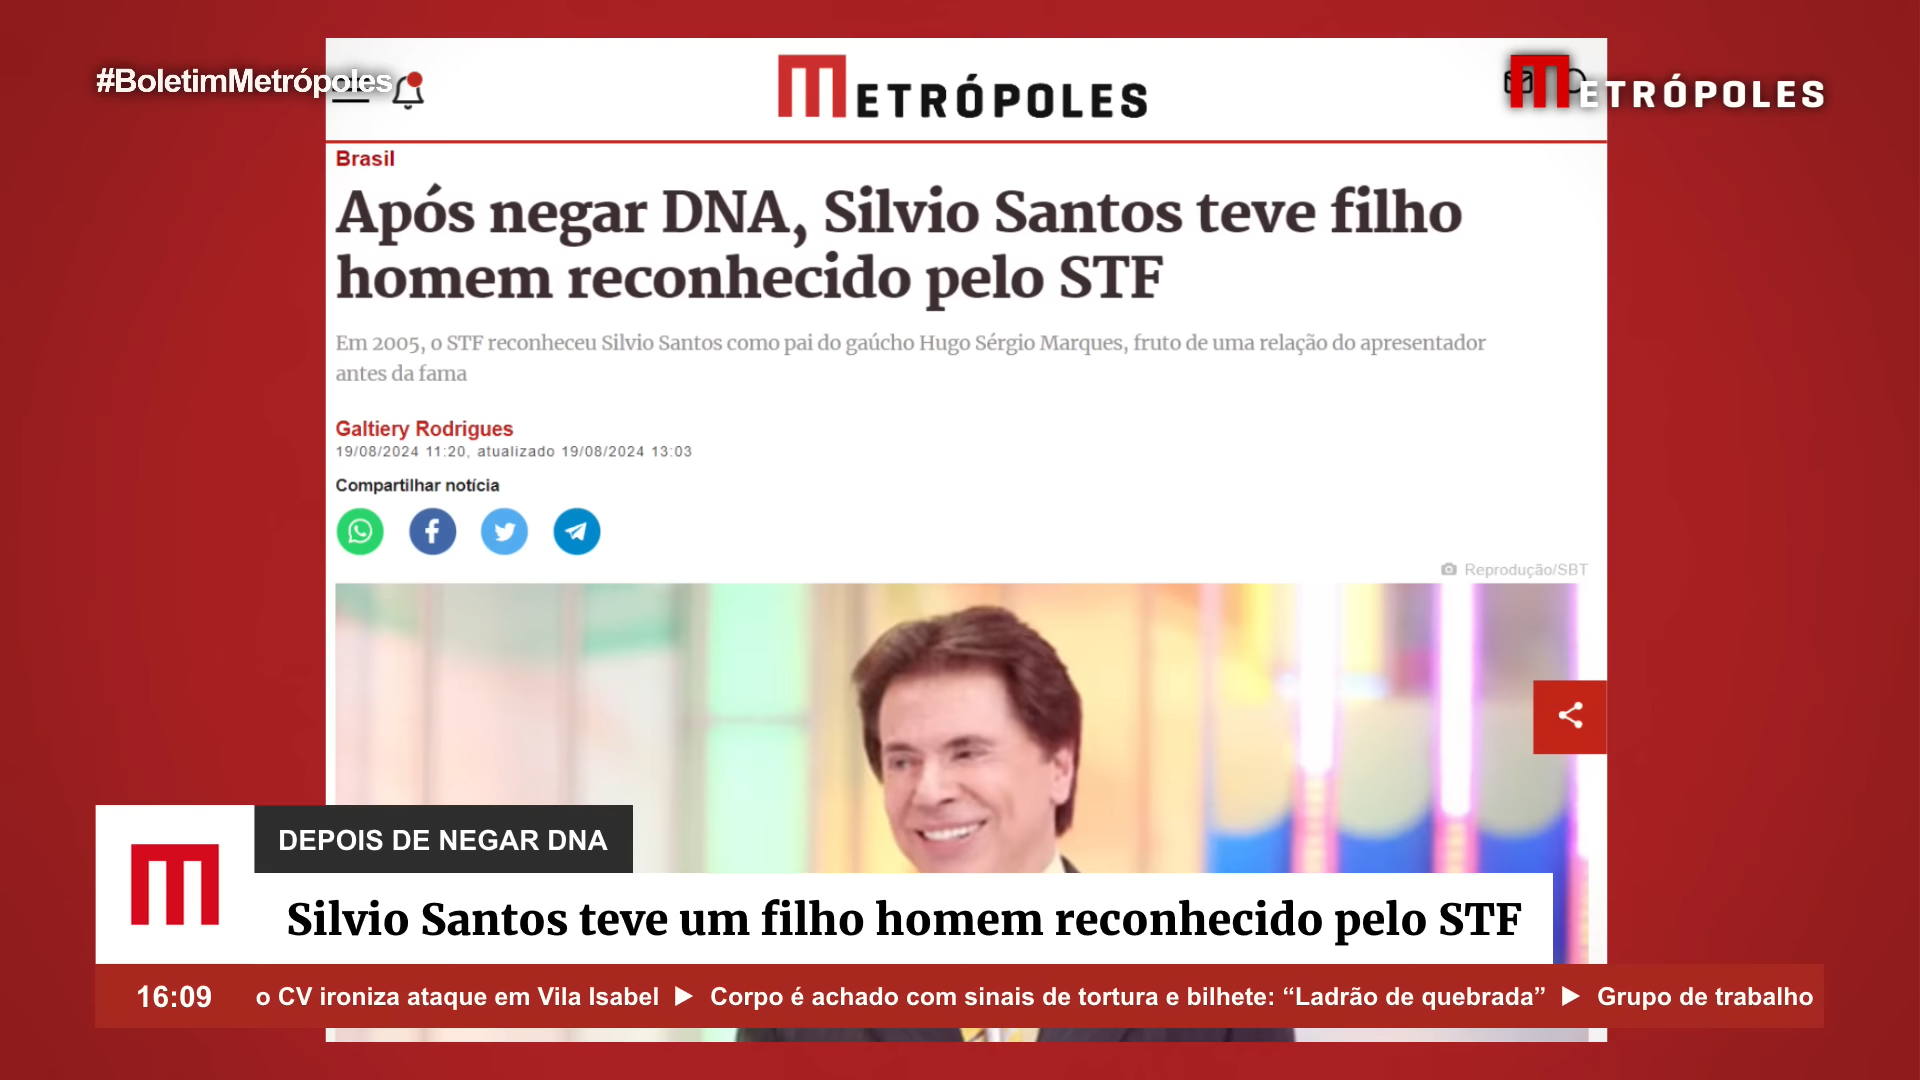 #BoletimMetrópoles
METRÓPOLES
METRÓPOLES
Brasil
Após negar DNA, Silvio Santos teve filho
homem reconhecido pelo STF
Em 2005, o STF reconheceu Silvio Santos como pai do gaúcho Hugo Sérgio Marques, fruto de uma relação do apresentador
antes da fama
Galtiery Rodrigues
19/08/2024 11:20, atualizado 19/08/2024 13:03
Compartilhar notícia
Reprodução/SBT
DEPOIS DE NEGAR DNA
M
Silvio Santos teve um filho homem reconhecido pelo STF
16:09 o CV ironiza ataque em Vila Isabel ▶ Corpo é achado com sinais de tortura e bilhete: “Ladrão de quebrada” ▶ Grupo de trabalho